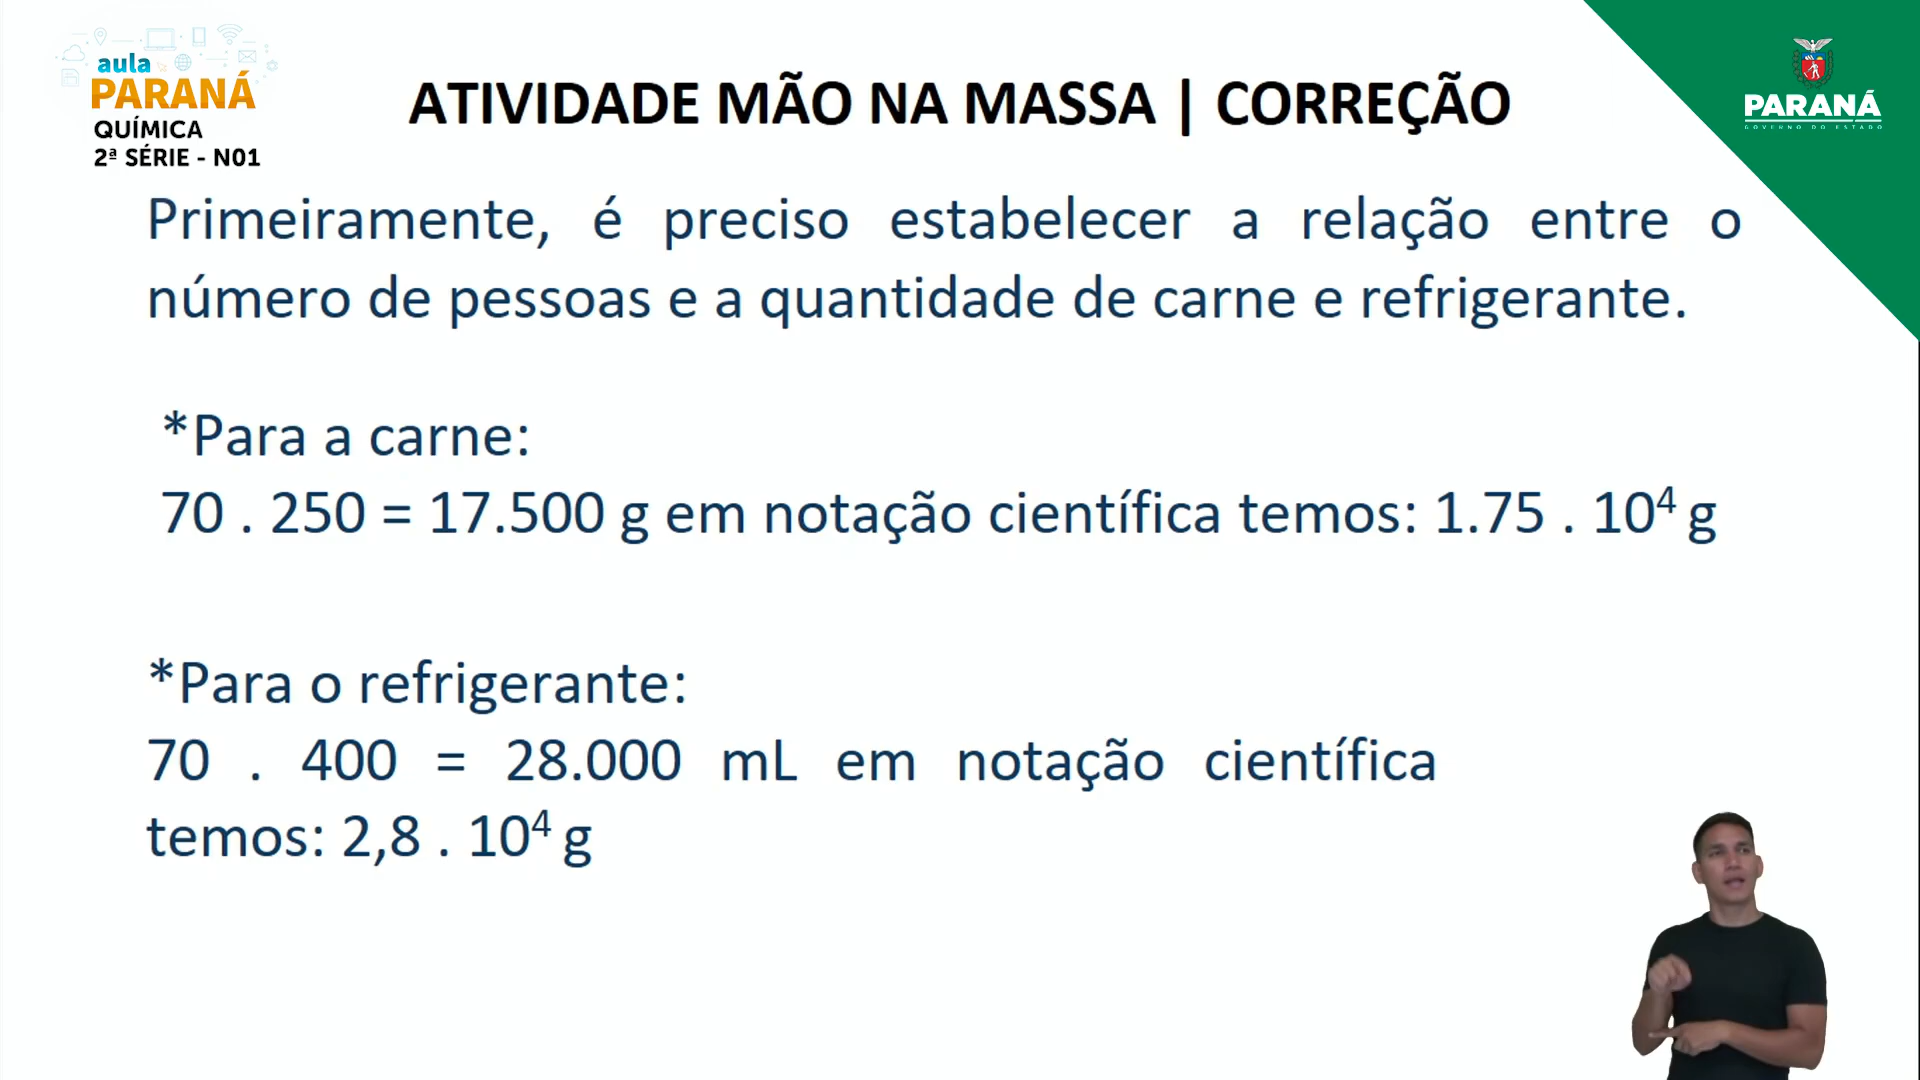 aula
PARANÁ
QUÍMICA
2ª SÉRIE - N01
ATIVIDADE MÃO NA MASSA | CORREÇÃO
PARANÁ
GOVERNO DO ESTADO
Primeiramente, é preciso estabelecer a relação entre o
número de pessoas e a quantidade de carne e refrigerante.
*Para a carne:
70 . 250 = 17.500 g em notação científica temos: 1.75 . 10⁴ g
*Para o refrigerante:
70 . 400 = 28.000 mL em notação científica
temos: 2,8 . 10⁴ g